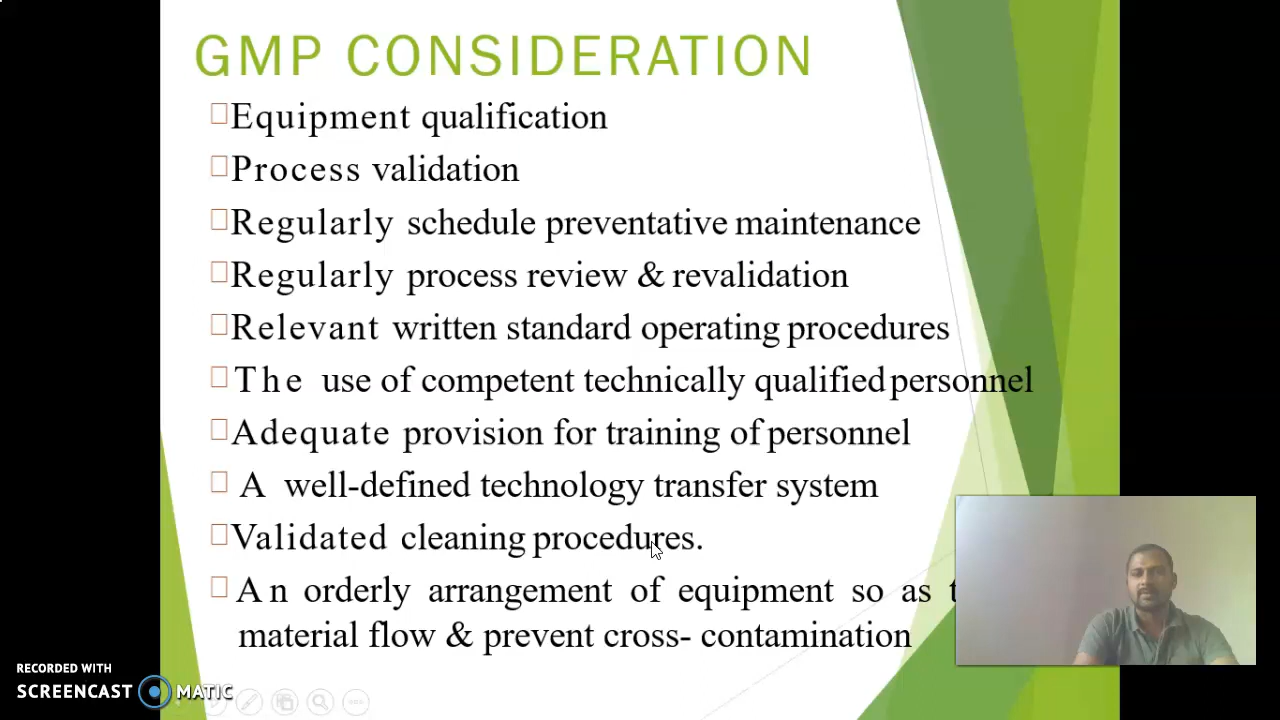 GMP CONSIDERATION
Equipment qualification
Process validation
Regularly schedule preventative maintenance
Regularly process review & revalidation
Relevant written standard operating procedures
The use of competent technically qualified personnel
Adequate provision for training of personnel
A well-defined technology transfer system
Validated cleaning procedures.
An orderly arrangement of equipment so as
material flow & prevent cross- contamination
RECORDED WITH
SCREENCAST MATIC